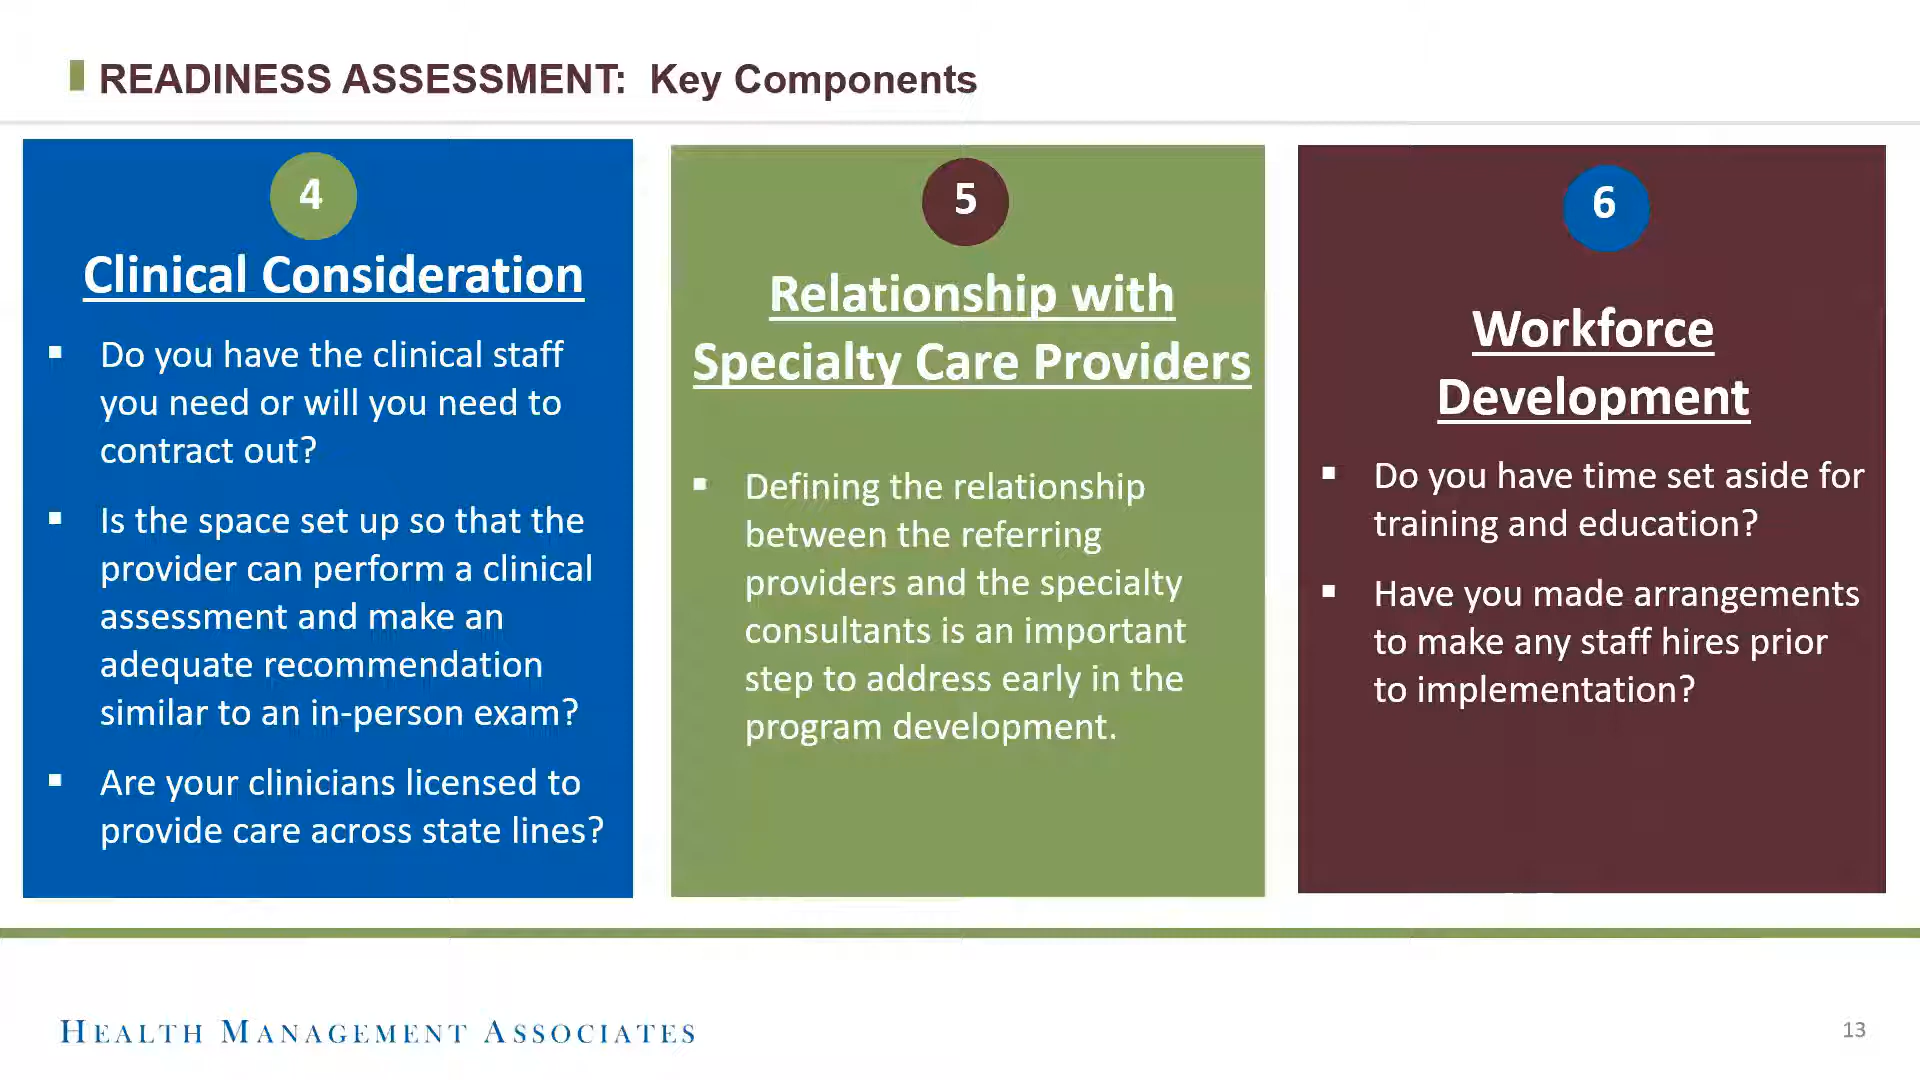 READINESS ASSESSMENT: Key Components
4
Clinical Consideration
▪ Do you have the clinical staff
you need or will you need to
contract out?
▪ Is the space set up so that the
provider can perform a clinical
assessment and make an
adequate recommendation
similar to an in-person exam?
▪ Are your clinicians licensed to
provide care across state lines?
5
Relationship with
Specialty Care Providers
▪ Defining the relationship
between the referring
providers and the specialty
consultants is an important
step to address early in the
program development.
6
Workforce
Development
▪ Do you have time set aside for
training and education?
▪ Have you made arrangements
to make any staff hires prior
to implementation?
HEALTH MANAGEMENT ASSOCIATES
13